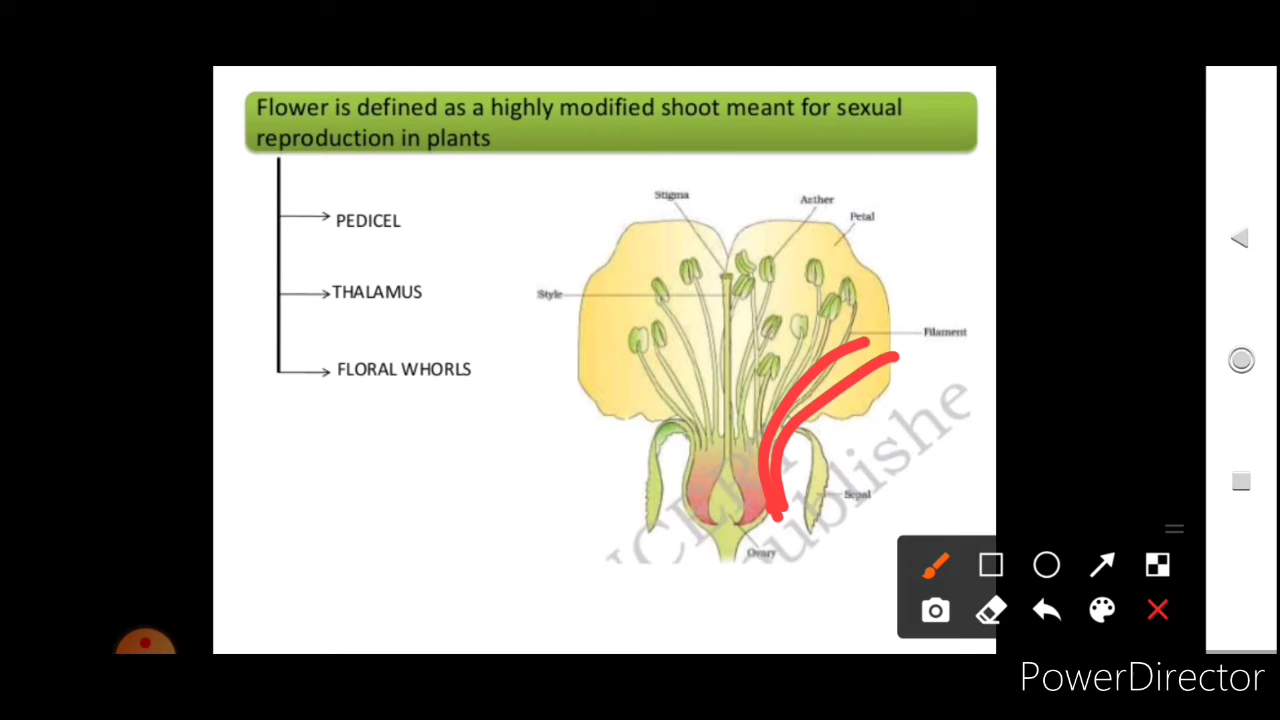 Flower is defined as a highly modified shoot meant for sexual
reproduction in plants
PEDICEL
THALAMUS
FLORAL WHORLS
Stigma
Anther
Petal
Style
Filament
Sepal
Ovary
PowerDirector